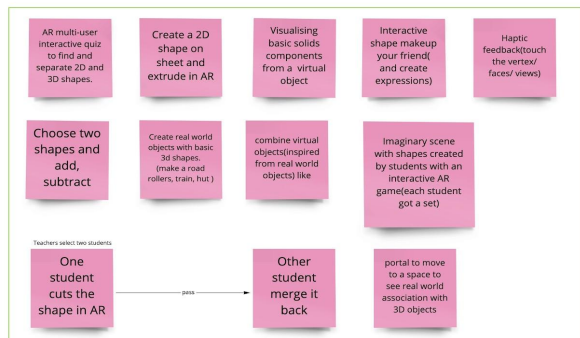 AR multi-user
interactive quiz
to find and
separate 2D and
3D shapes.
Create a 2D
shape on
sheet and
extrude in AR
Visualising
basic solids
components
from a virtual
object
Interactive
shape makeup
your friend(
and create
expressions)
Haptic
feedback(touch
the vertex/
faces/ views)
Choose two
shapes and
add,
subtract
Create real world
objects with basic
3d shapes.
(make a road
rollers, train, hut )
combine virtual
objects(inspired
from real world
objects) like
Imaginary scene
with shapes created
by students with an
interactive AR
game(each student
got a set)
Teachers select two students
One
student
cuts the
shape in AR
pass
Other
student
merge it
back
portal to move
to a space to
see real world
association with
3D objects